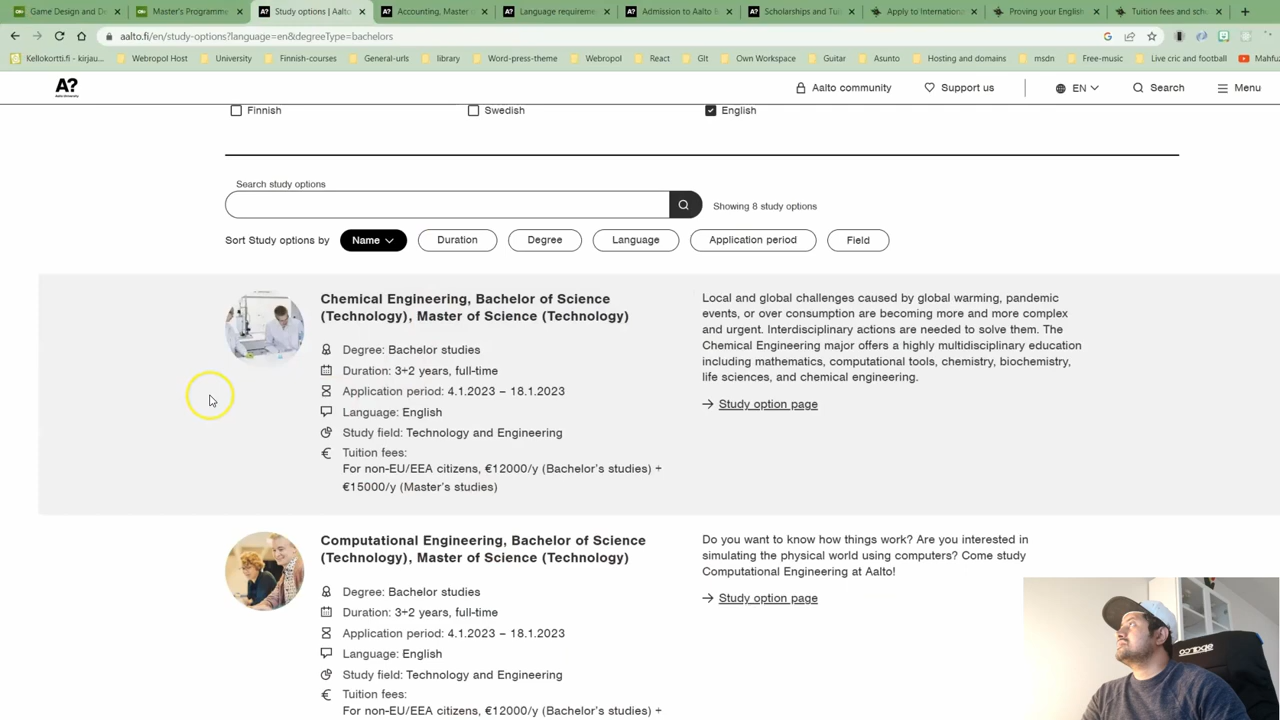 Game Design and De
Master's Programme
Study options | Aalto
Accounting, Master o
Language requireme
Admission to Aalto B
Scholarships and Tuit
Apply to Internationa
Proving your English
Tuition fees and scho
aalto.fi/en/study-options?language=en&degreeType=bachelors
Kellokortti.fi - kirjau...
Webropol Host
University
Finnish-courses
General-urls
library
Word-press-theme
Webropol
React
GIt
Own Workspace
Guitar
Asunto
Hosting and domains
msdn
Free-music
Live cric and football
Mahfuz
A?
Aalto University
Aalto community
Support us
EN
Search
Menu
Finnish
Swedish
English
Search study options
Showing 8 study options
Sort Study options by
Name
Duration
Degree
Language
Application period
Field
Chemical Engineering, Bachelor of Science
(Technology), Master of Science (Technology)
Degree: Bachelor studies
Duration: 3+2 years, full-time
Application period: 4.1.2023 – 18.1.2023
Language: English
Study field: Technology and Engineering
Tuition fees:
For non-EU/EEA citizens, €12000/y (Bachelor's studies) +
€15000/y (Master's studies)
Local and global challenges caused by global warming, pandemic
events, or over consumption are becoming more and more complex
and urgent. Interdisciplinary actions are needed to solve them. The
Chemical Engineering major offers a highly multidisciplinary education
including mathematics, computational tools, chemistry, biochemistry,
life sciences, and chemical engineering.
Study option page
Computational Engineering, Bachelor of Science
(Technology), Master of Science (Technology)
Degree: Bachelor studies
Duration: 3+2 years, full-time
Application period: 4.1.2023 – 18.1.2023
Language: English
Study field: Technology and Engineering
Tuition fees:
For non-EU/EEA citizens, €12000/y (Bachelor's studies) +
Do you want to know how things work? Are you interested in
simulating the physical world using computers? Come study
Computational Engineering at Aalto!
Study option page